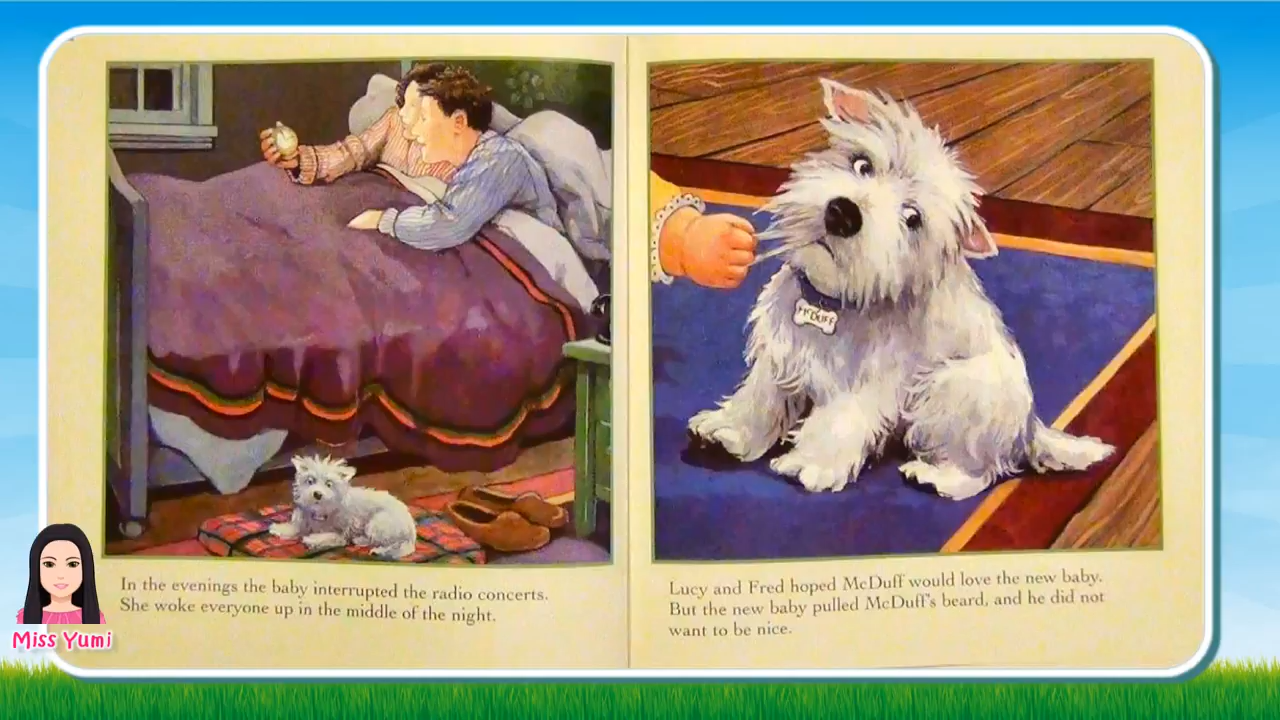 In the evenings the baby interrupted the radio concerts.
She woke everyone up in the middle of the night.
McDUFF
Lucy and Fred hoped McDuff would love the new baby.
But the new baby pulled McDuff's beard, and he did not
want to be nice.
Miss Yumi